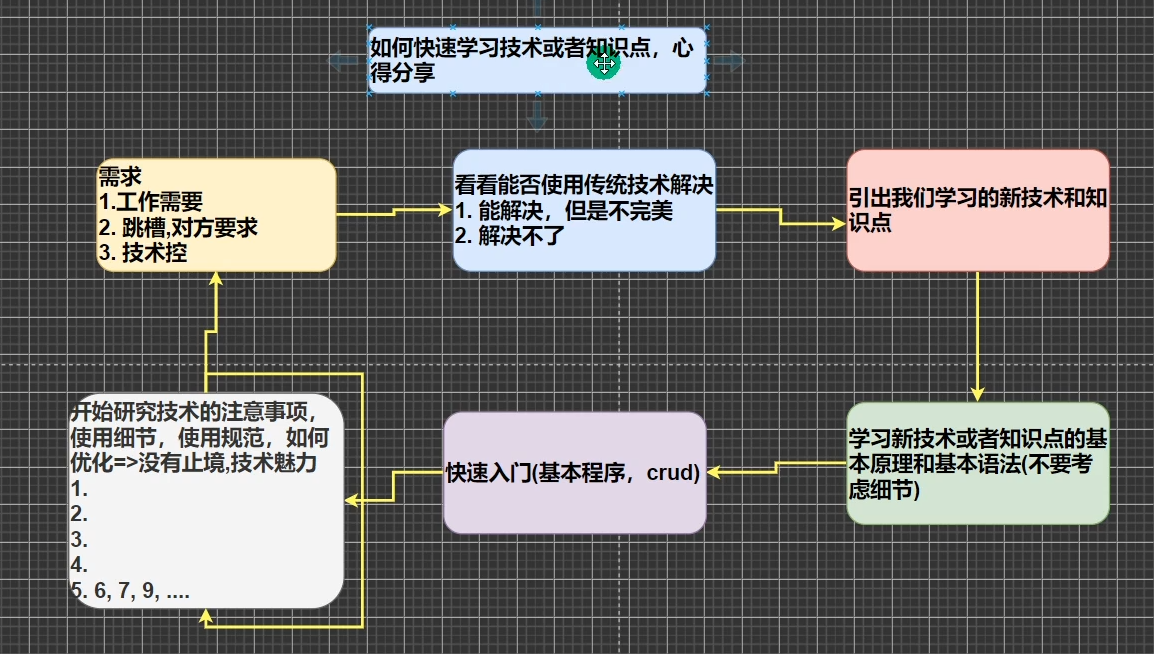 如何快速学习技术或者知识点，心
得分享
需求
1.工作需要
2. 跳槽,对方要求
3. 技术控
看看能否使用传统技术解决
1. 能解决，但是不完美
2. 解决不了
引出我们学习的新技术和知
识点
学习新技术或者知识点的基
本原理和基本语法(不要考
虑细节)
快速入门(基本程序，crud)
开始研究技术的注意事项，
使用细节，使用规范，如何
优化=>没有止境,技术魅力
1.
2.
3.
4.
5. 6, 7, 9, ....